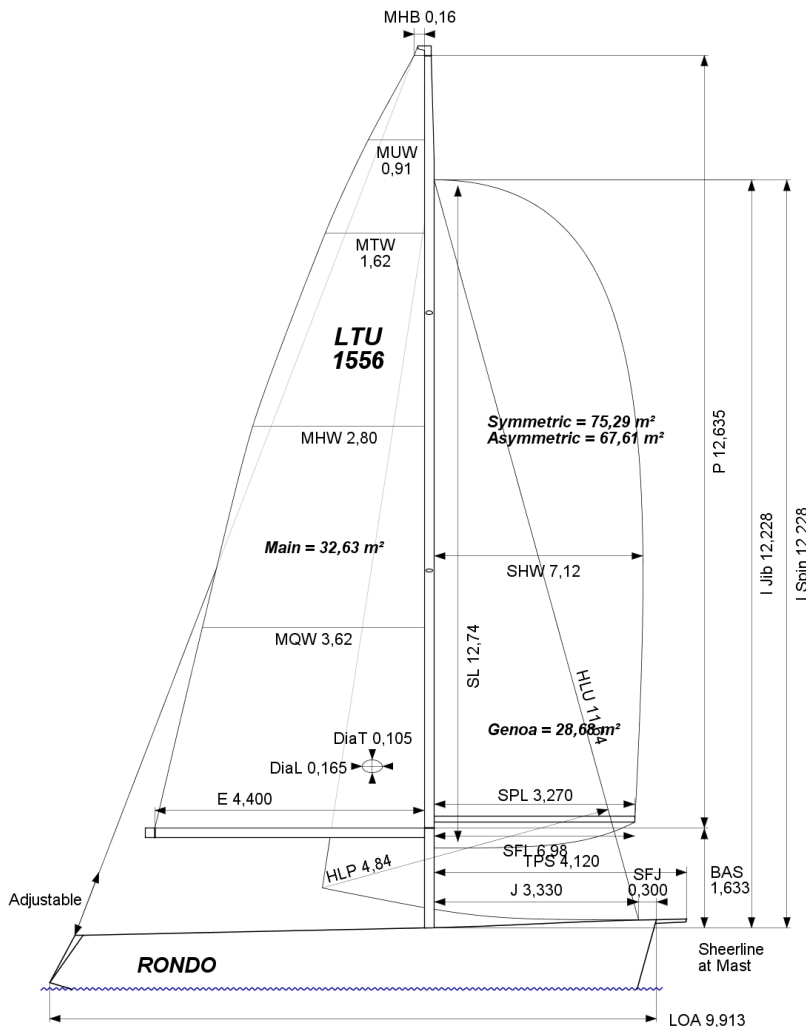 MHB 0,16
MUW
0,91
MTW
1,62
LTU
1556
Symmetric = 75,29 m²
Asymmetric = 67,61 m²
MHW 2,80
P 12,635
I Jib 12,228
I Spin 12,228
Main = 32,63 m²
SHW 7,12
MQW 3,62
SL 12,74
HLU
Genoa = 28,68 m²
DiaT 0,105
DiaL 0,165
E 4,400
SPL 3,270
SFL 6,98
TPS 4,120
HLP 4,84
SFJ
0,300
J 3,330
BAS
1,633
Adjustable
Sheerline
at Mast
RONDO
LOA 9,913